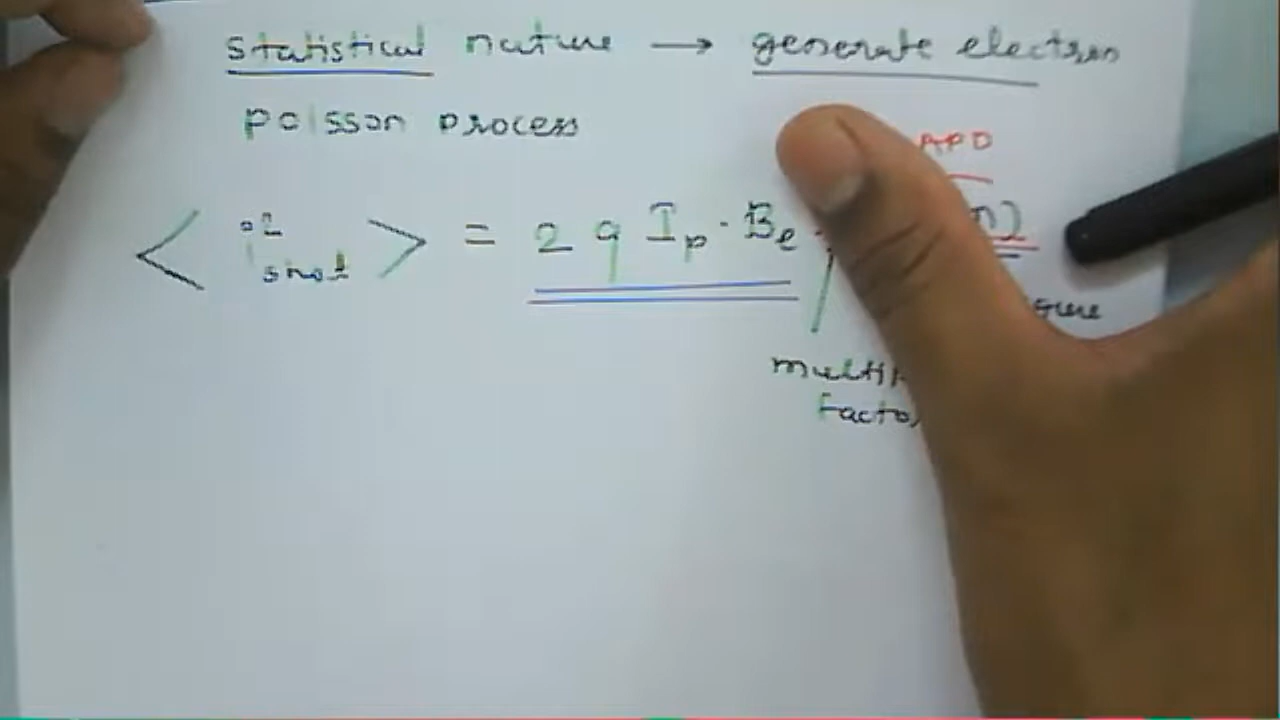 statistical nature → generate electron
poisson process
APD
< i²shot > = 2 q Ip · Be
multi
Facto